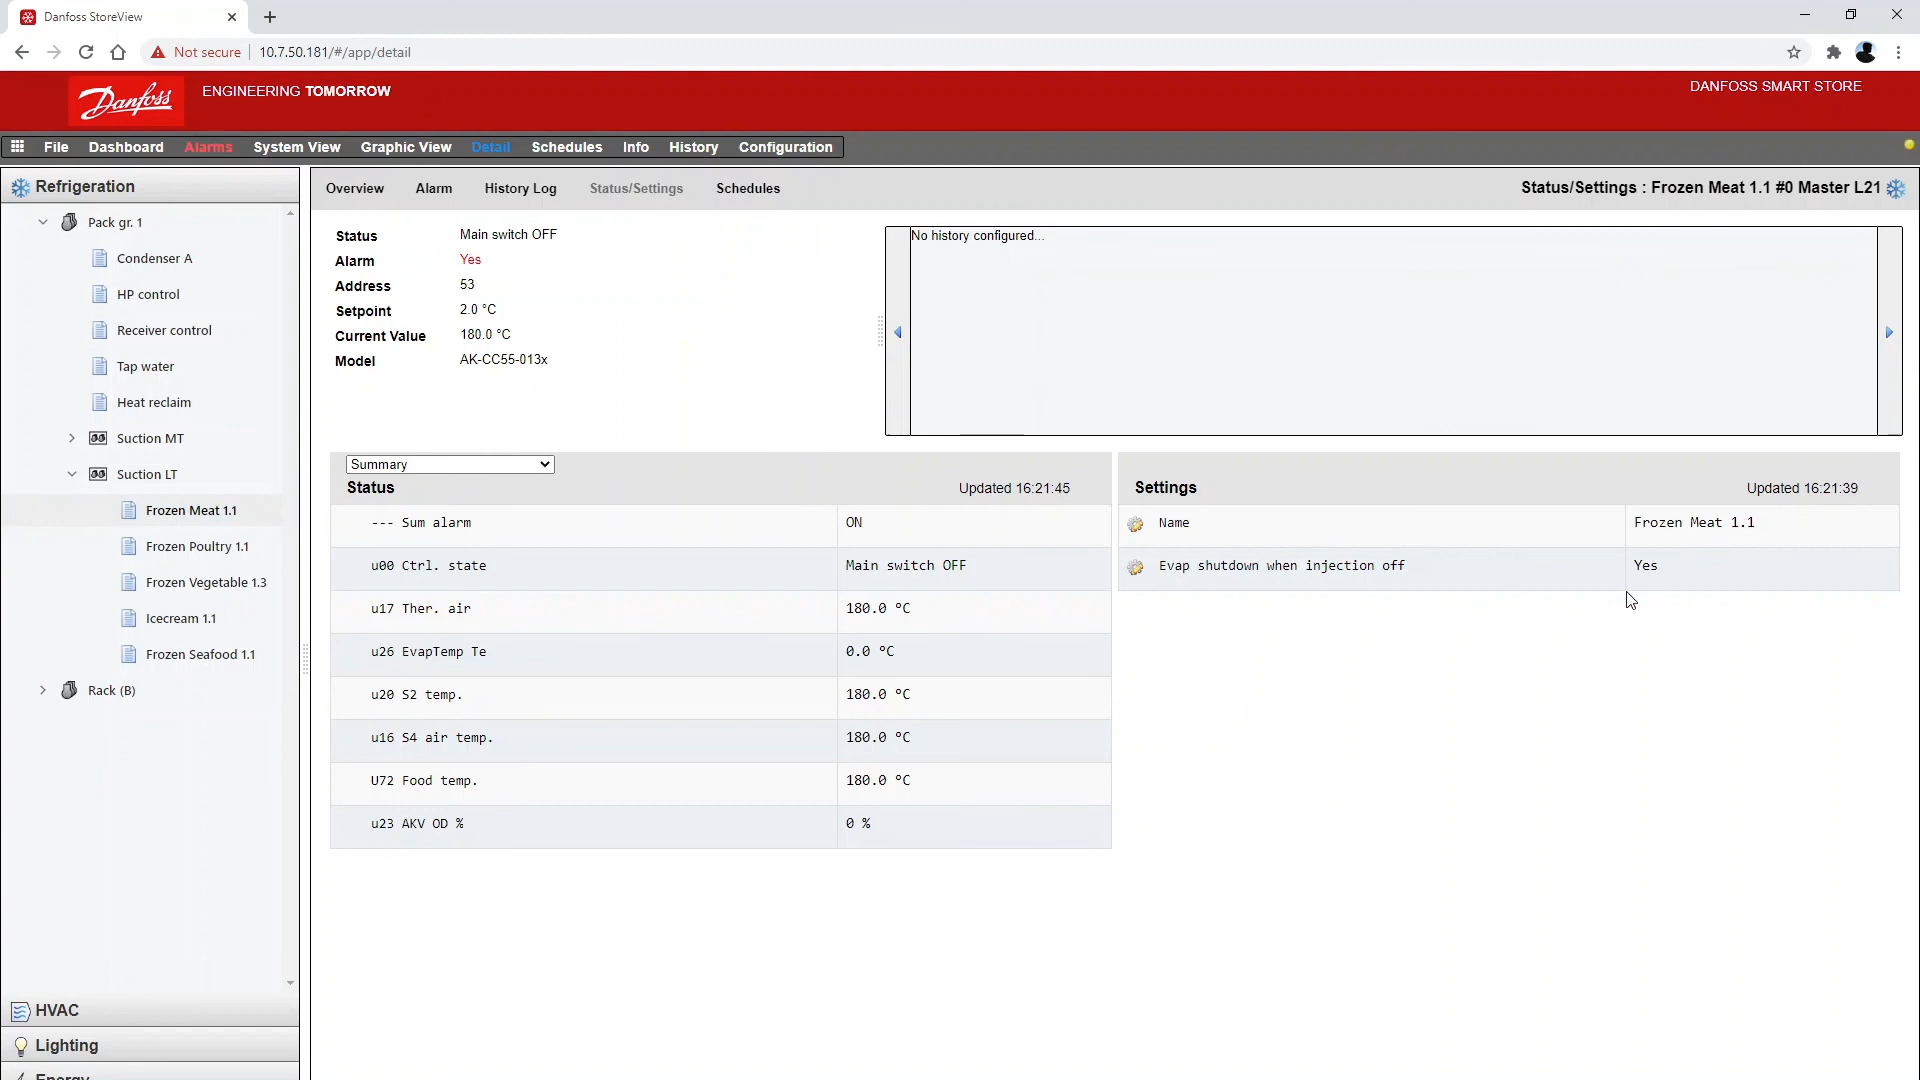 Danfoss StoreView
Not secure 10.7.50.181/#/app/detail
Danfoss ENGINEERING TOMORROW DANFOSS SMART STORE
File Dashboard Alarms System View Graphic View Detail Schedules Info History Configuration
Refrigeration
Pack gr. 1
Condenser A
HP control
Receiver control
Tap water
Heat reclaim
Suction MT
Suction LT
Frozen Meat 1.1
Frozen Poultry 1.1
Frozen Vegetable 1.3
Icecream 1.1
Frozen Seafood 1.1
Rack (B)
HVAC
Lighting
Energy
Overview Alarm History Log Status/Settings Schedules Status/Settings : Frozen Meat 1.1 #0 Master L21
Status Main switch OFF
Alarm Yes
Address 53
Setpoint 2.0 °C
Current Value 180.0 °C
Model AK-CC55-013x
No history configured...
Summary
Status Updated 16:21:45
--- Sum alarm ON
u00 Ctrl. state Main switch OFF
u17 Ther. air 180.0 °C
u26 EvapTemp Te 0.0 °C
u20 S2 temp. 180.0 °C
u16 S4 air temp. 180.0 °C
U72 Food temp. 180.0 °C
u23 AKV OD % 0 %
Settings Updated 16:21:39
Name Frozen Meat 1.1
Evap shutdown when injection off Yes